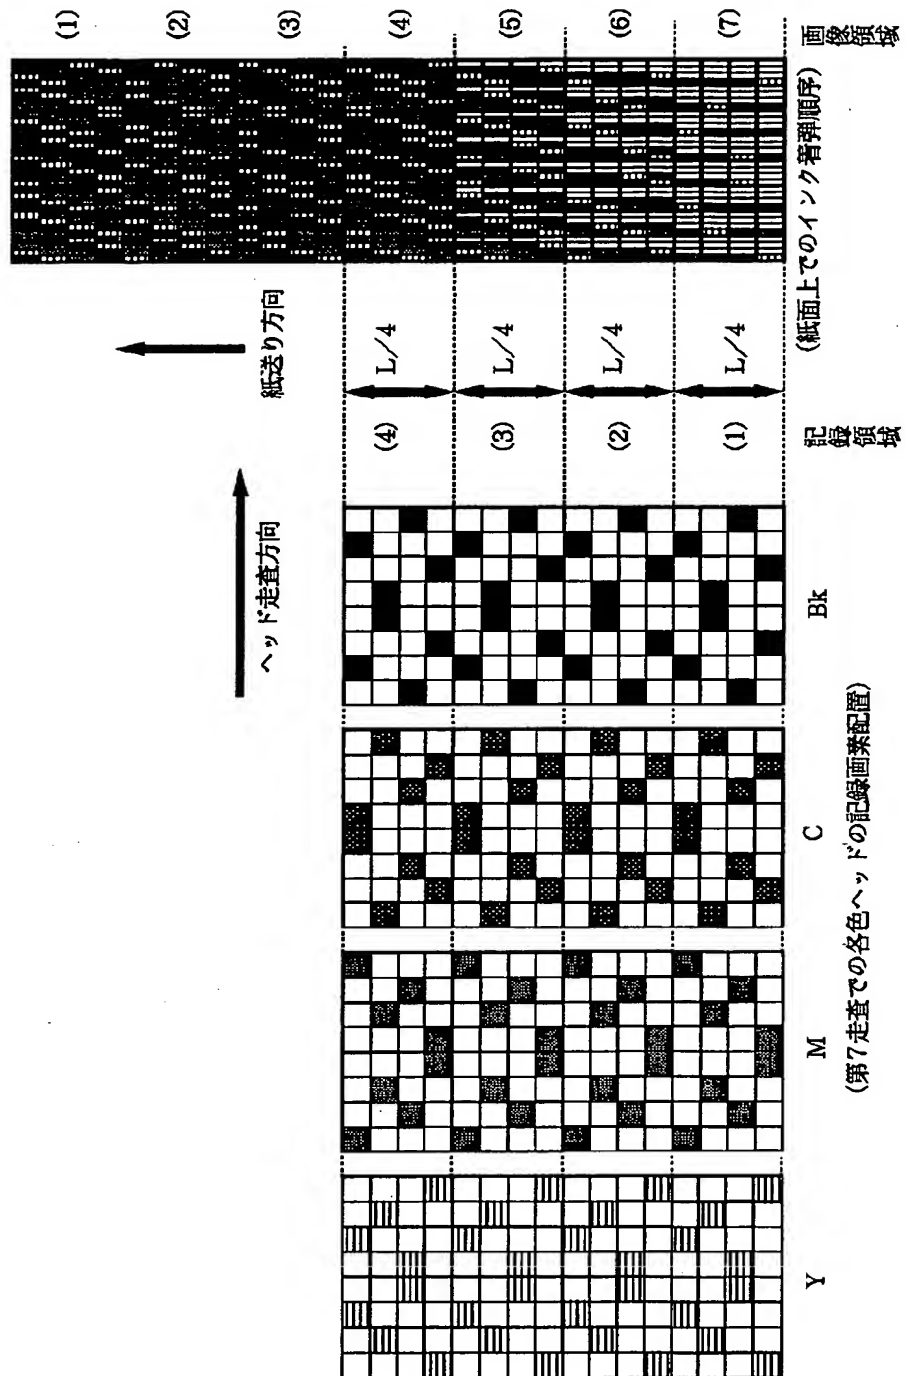 (1)
(2)
ヘッド走査方向
紙送り方向
(3)
(4) L/4 (4)
(3) L/4 (5)
(2) L/4 (6)
(1) L/4 (7)
Y
M
C
Bk
記録領域
画像領域
(紙面上でのインク着弾順序)
(第7走査での各色ヘッドの記録画素配置)